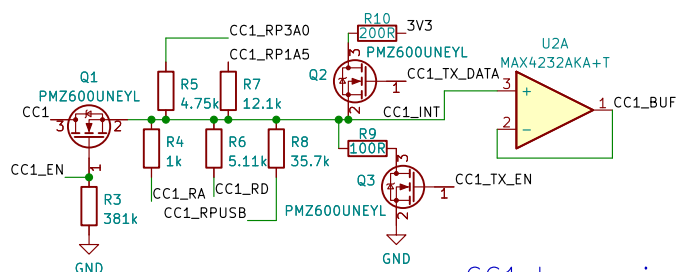 R10
CC1_RP3A0
200R
3V3
3
CC1_RP1A5
PMZ600UNEYL
U2A
MAX4232AKA+T
Q1
PMZ600UNEYL
R5
4.75k
R7
12.1k
Q2
CC1_TX_DATA
1
2
CC1
3
2
CC1_INT
3
+
1
CC1_BUF
2
-
R4
1k
R6
5.11k
R8
35.7k
R9
100R
3
1
CC1_EN
R3
381k
CC1_RA
CC1_RD
CC1_RPUSB
Q3
CC1_TX_EN
1
PMZ600UNEYL
2
GND
GND